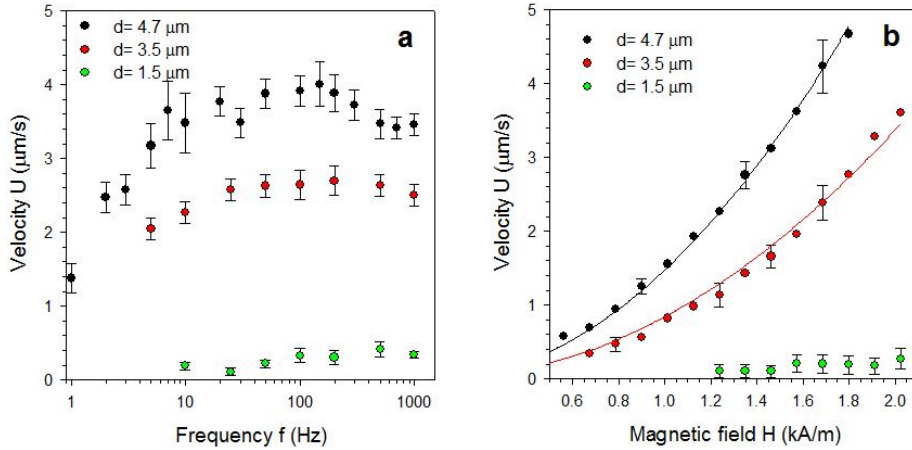 a
d= 4.7 μm
d= 3.5 μm
d= 1.5 μm
Velocity U (μm/s)
5
4
3
2
1
0
1
10
100
1000
Frequency f (Hz)
b
d= 4.7 μm
d= 3.5 μm
d= 1.5 μm
Velocity U (μm/s)
5
4
3
2
1
0
0.6
0.8
1.0
1.2
1.4
1.6
1.8
2.0
Magnetic field H (kA/m)